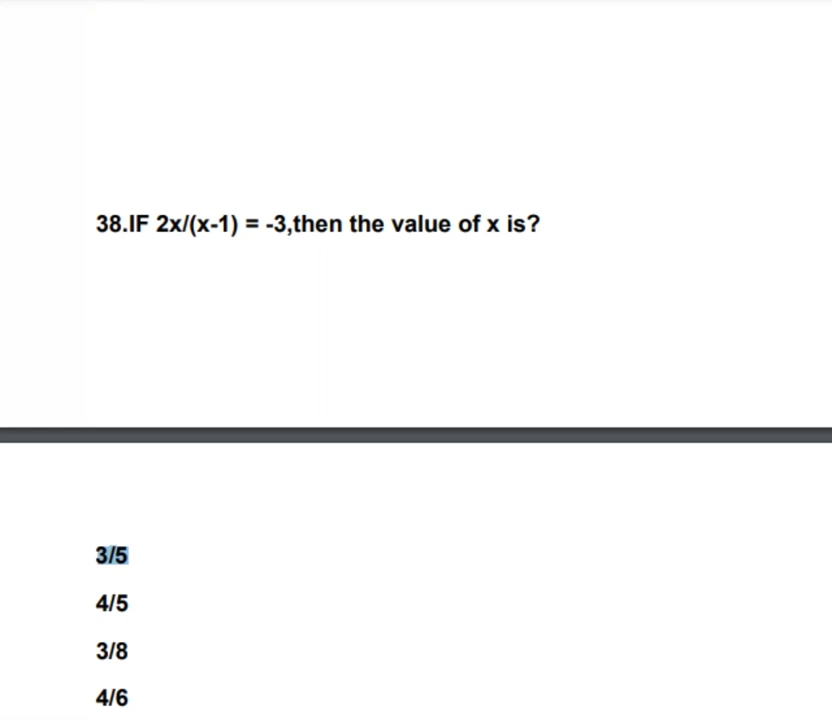 38.IF 2x/(x-1) = -3,then the value of x is?
3/5
4/5
3/8
4/6